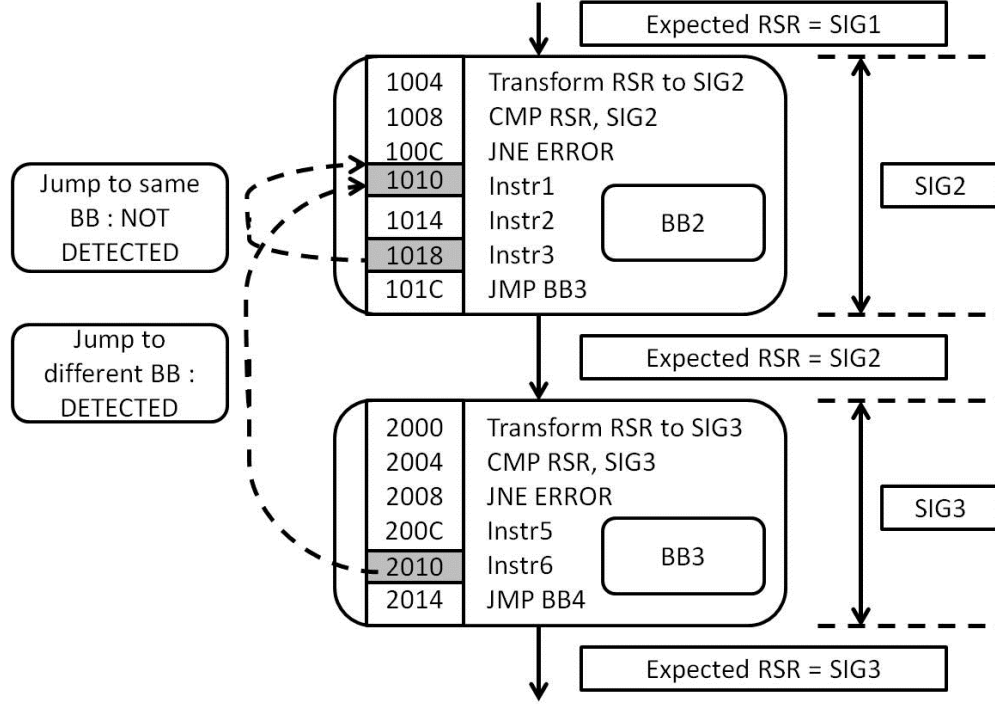 Expected RSR = SIG1
1004 Transform RSR to SIG2
1008 CMP RSR, SIG2
100C JNE ERROR
1010 Instr1
1014 Instr2
1018 Instr3
101C JMP BB3
BB2
SIG2
Jump to same
BB : NOT
DETECTED
Jump to
different BB :
DETECTED
Expected RSR = SIG2
2000 Transform RSR to SIG3
2004 CMP RSR, SIG3
2008 JNE ERROR
200C Instr5
2010 Instr6
2014 JMP BB4
BB3
SIG3
Expected RSR = SIG3